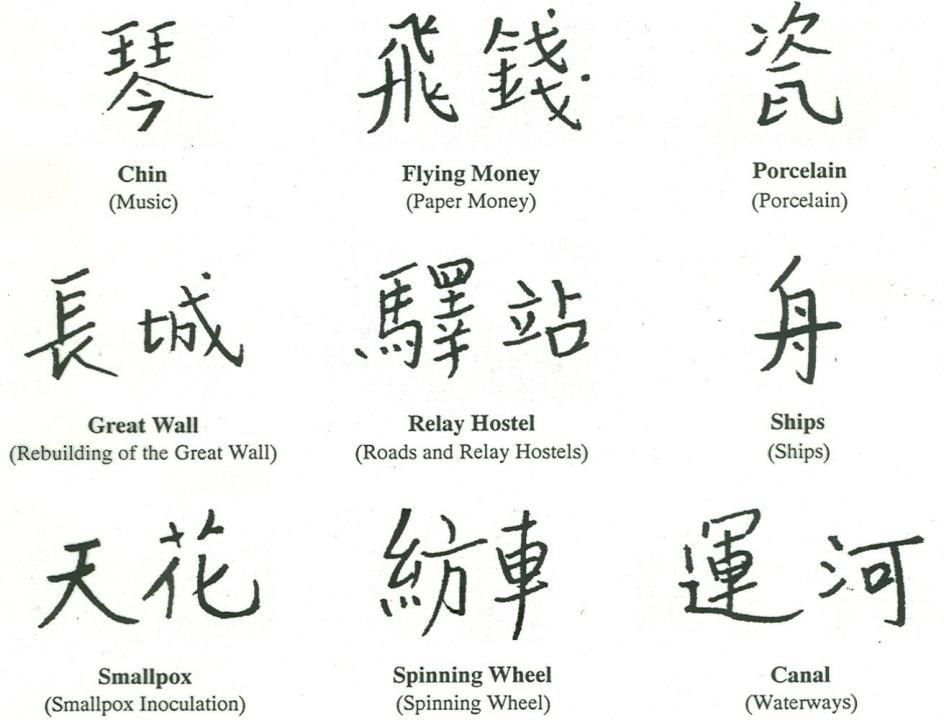 琴 飛錢 瓷
Chin Flying Money Porcelain
(Music) (Paper Money) (Porcelain)
長城 驛站 舟
Great Wall Relay Hostel Ships
(Rebuilding of the Great Wall) (Roads and Relay Hostels) (Ships)
天花 紡車 運河
Smallpox Spinning Wheel Canal
(Smallpox Inoculation) (Spinning Wheel) (Waterways)